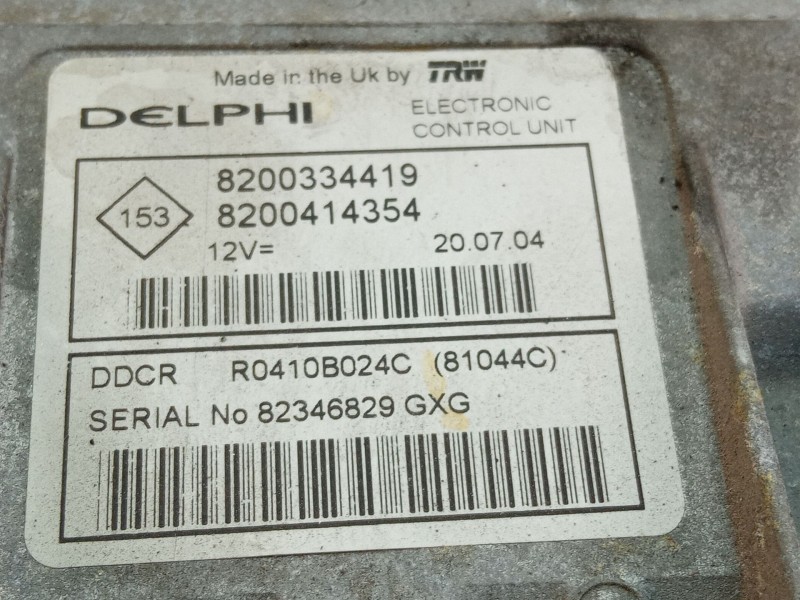 Made in the Uk by TRW
DELPHI
ELECTRONIC
CONTROL UNIT
153
8200334419
8200414354
12V= 20.07.04
DDCR R0410B024C (81044C)
SERIAL No 82346829 GXG